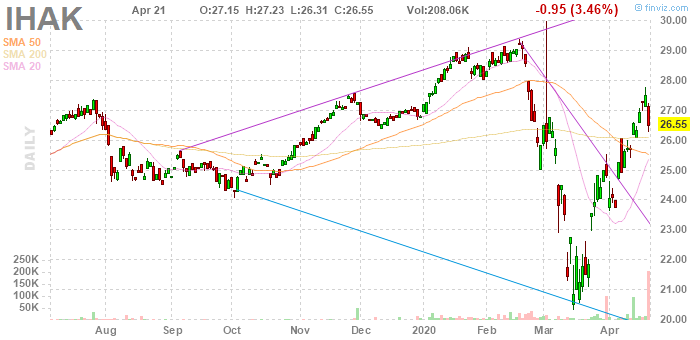 IHAK
Apr 21 O:27.15 H:27.23 L:26.31 C:26.55 Vol:208.06K
-0.95 (3.46%)
© finviz.com
SMA 50
SMA 200
SMA 20
DAILY
30.00
29.00
28.00
27.00
26.55
26.00
25.00
24.00
23.00
22.00
21.00
20.00
250K
200K
150K
100K
50K
Aug Sep Oct Nov Dec 2020 Feb Mar Apr